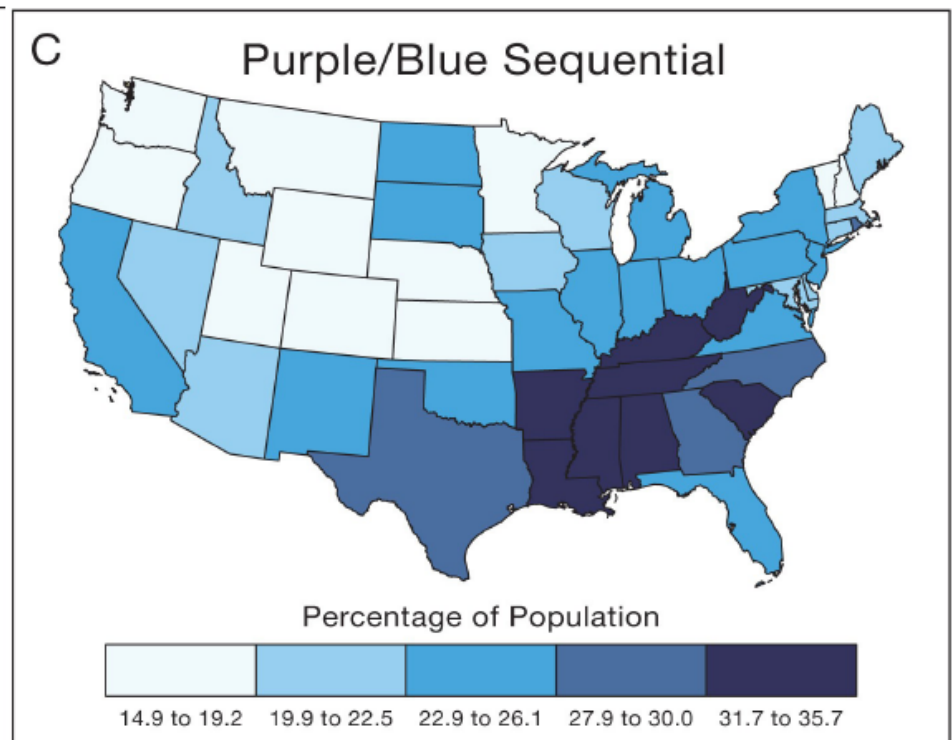 C
Purple/Blue Sequential
Percentage of Population
14.9 to 19.2 19.9 to 22.5 22.9 to 26.1 27.9 to 30.0 31.7 to 35.7